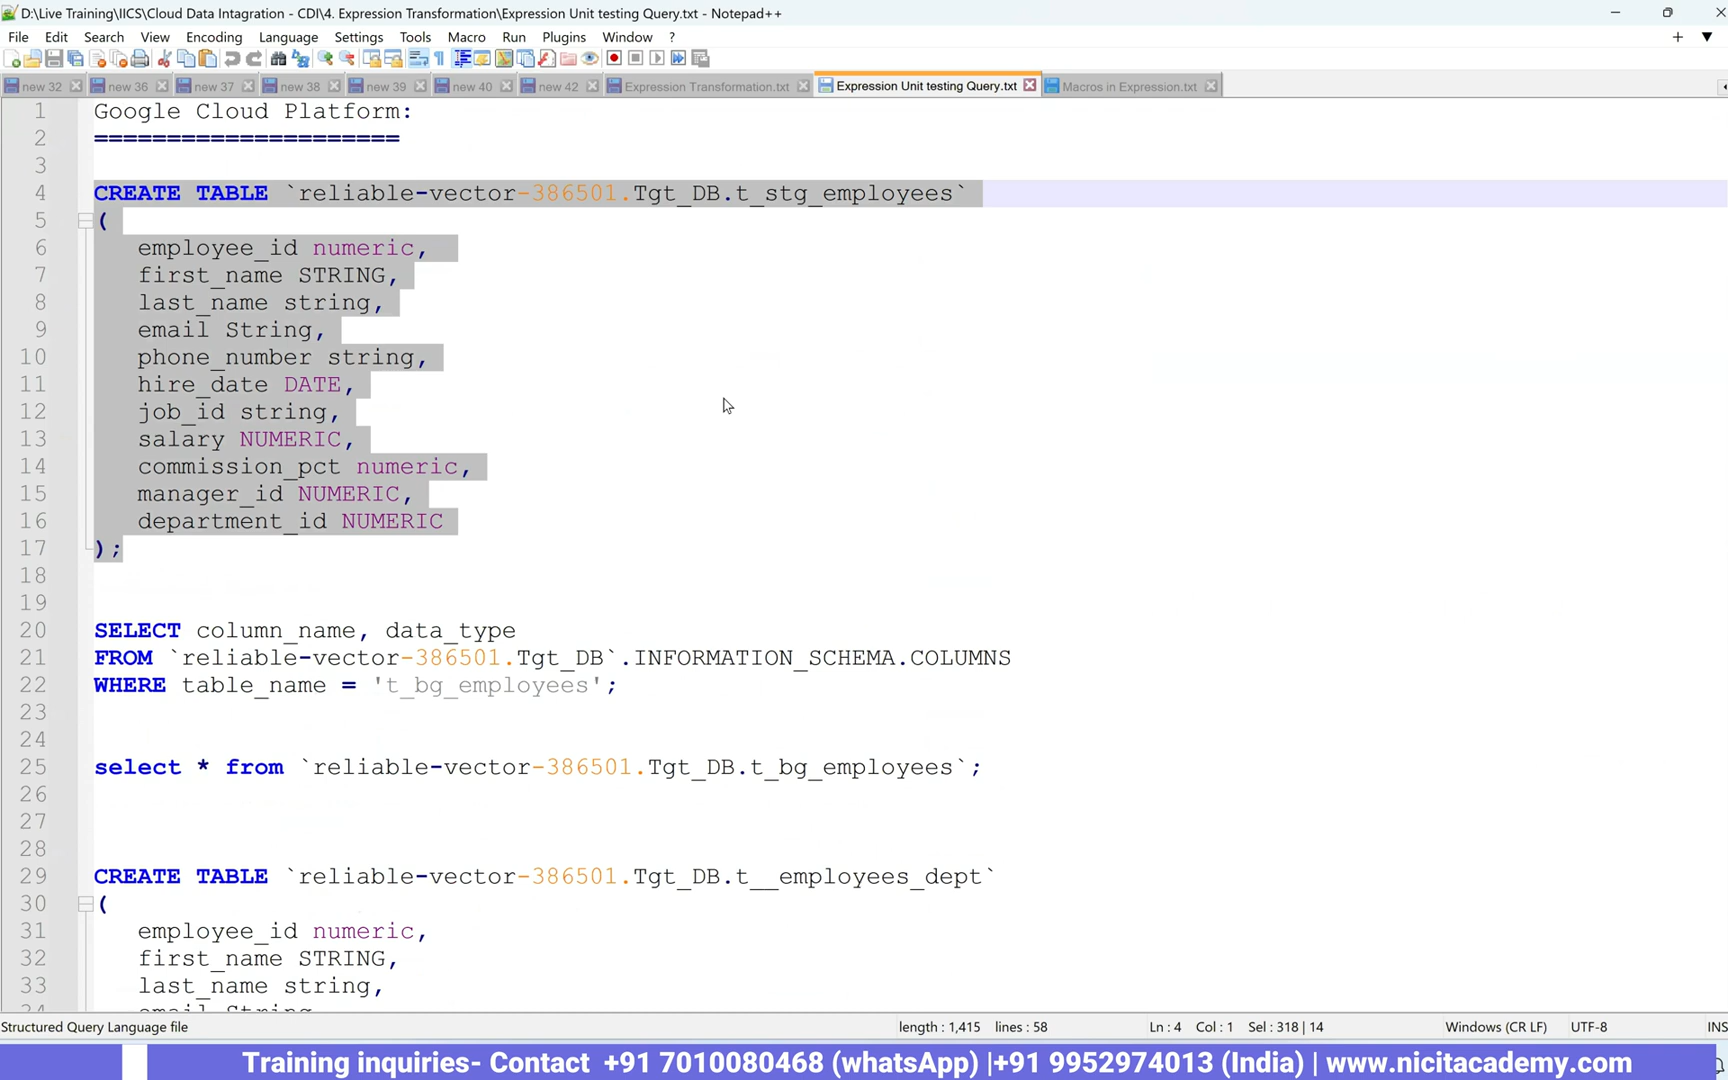 D:\Live Training\IICS\Cloud Data Intagration - CDI\4. Expression Transformation\Expression Unit testing Query.txt - Notepad++
File Edit Search View Encoding Language Settings Tools Macro Run Plugins Window ?
new 32 new 36 new 37 new 38 new 39 new 40 new 42 Expression Transformation.txt Expression Unit testing Query.txt Macros in Expression.txt
1 Google Cloud Platform:
2 =====================
3
4 CREATE TABLE `reliable-vector-386501.Tgt_DB.t_stg_employees`
5 (
6 employee_id numeric,
7 first_name STRING,
8 last_name string,
9 email String,
10 phone_number string,
11 hire_date DATE,
12 job_id string,
13 salary NUMERIC,
14 commission_pct numeric,
15 manager_id NUMERIC,
16 department_id NUMERIC
17 );
18
19
20 SELECT column_name, data_type
21 FROM `reliable-vector-386501.Tgt_DB`.INFORMATION_SCHEMA.COLUMNS
22 WHERE table_name = 't_bg_employees';
23
24
25 select * from `reliable-vector-386501.Tgt_DB.t_bg_employees`;
26
27
28
29 CREATE TABLE `reliable-vector-386501.Tgt_DB.t__employees_dept`
30 (
31 employee_id numeric,
32 first_name STRING,
33 last_name string,
34 email String
Structured Query Language file length : 1,415 lines : 58 Ln : 4 Col : 1 Sel : 318 | 14 Windows (CR LF) UTF-8 INS
Training inquiries- Contact +91 7010080468 (whatsApp) |+91 9952974013 (India) | www.nicitacademy.com